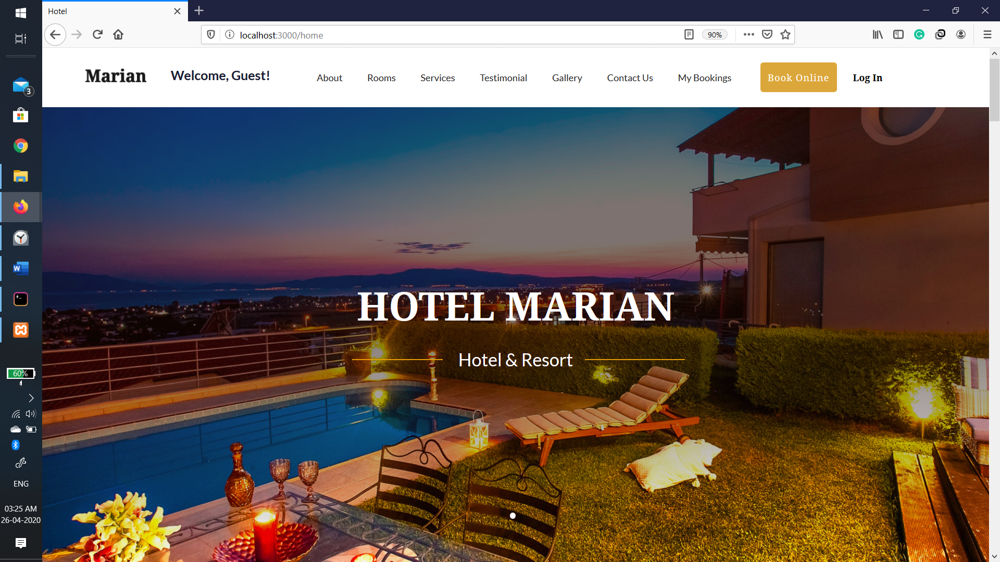 Hotel
localhost:3000/home
90%
Marian
Welcome, Guest!
About
Rooms
Services
Testimonial
Gallery
Contact Us
My Bookings
Book Online
Log In
3
HOTEL MARIAN
Hotel & Resort
60%
ENG
03:25 AM
26-04-2020